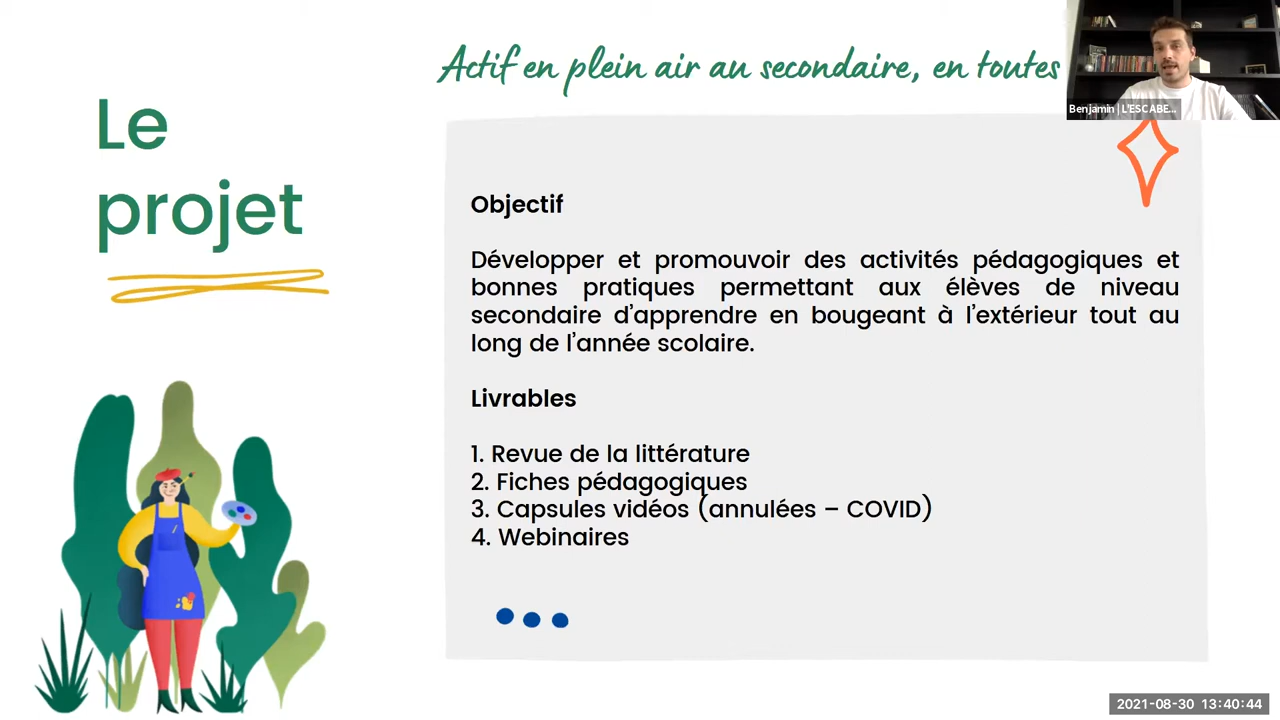 Actif en plein air au secondaire, en toutes
Le
projet
Objectif
Développer et promouvoir des activités pédagogiques et
bonnes pratiques permettant aux élèves de niveau
secondaire d'apprendre en bougeant à l'extérieur tout au
long de l'année scolaire.
Livrables
1. Revue de la littérature
2. Fiches pédagogiques
3. Capsules vidéos (annulées – COVID)
4. Webinaires
Benjamin | L'ESCABE...
2021-08-30 13:40:44